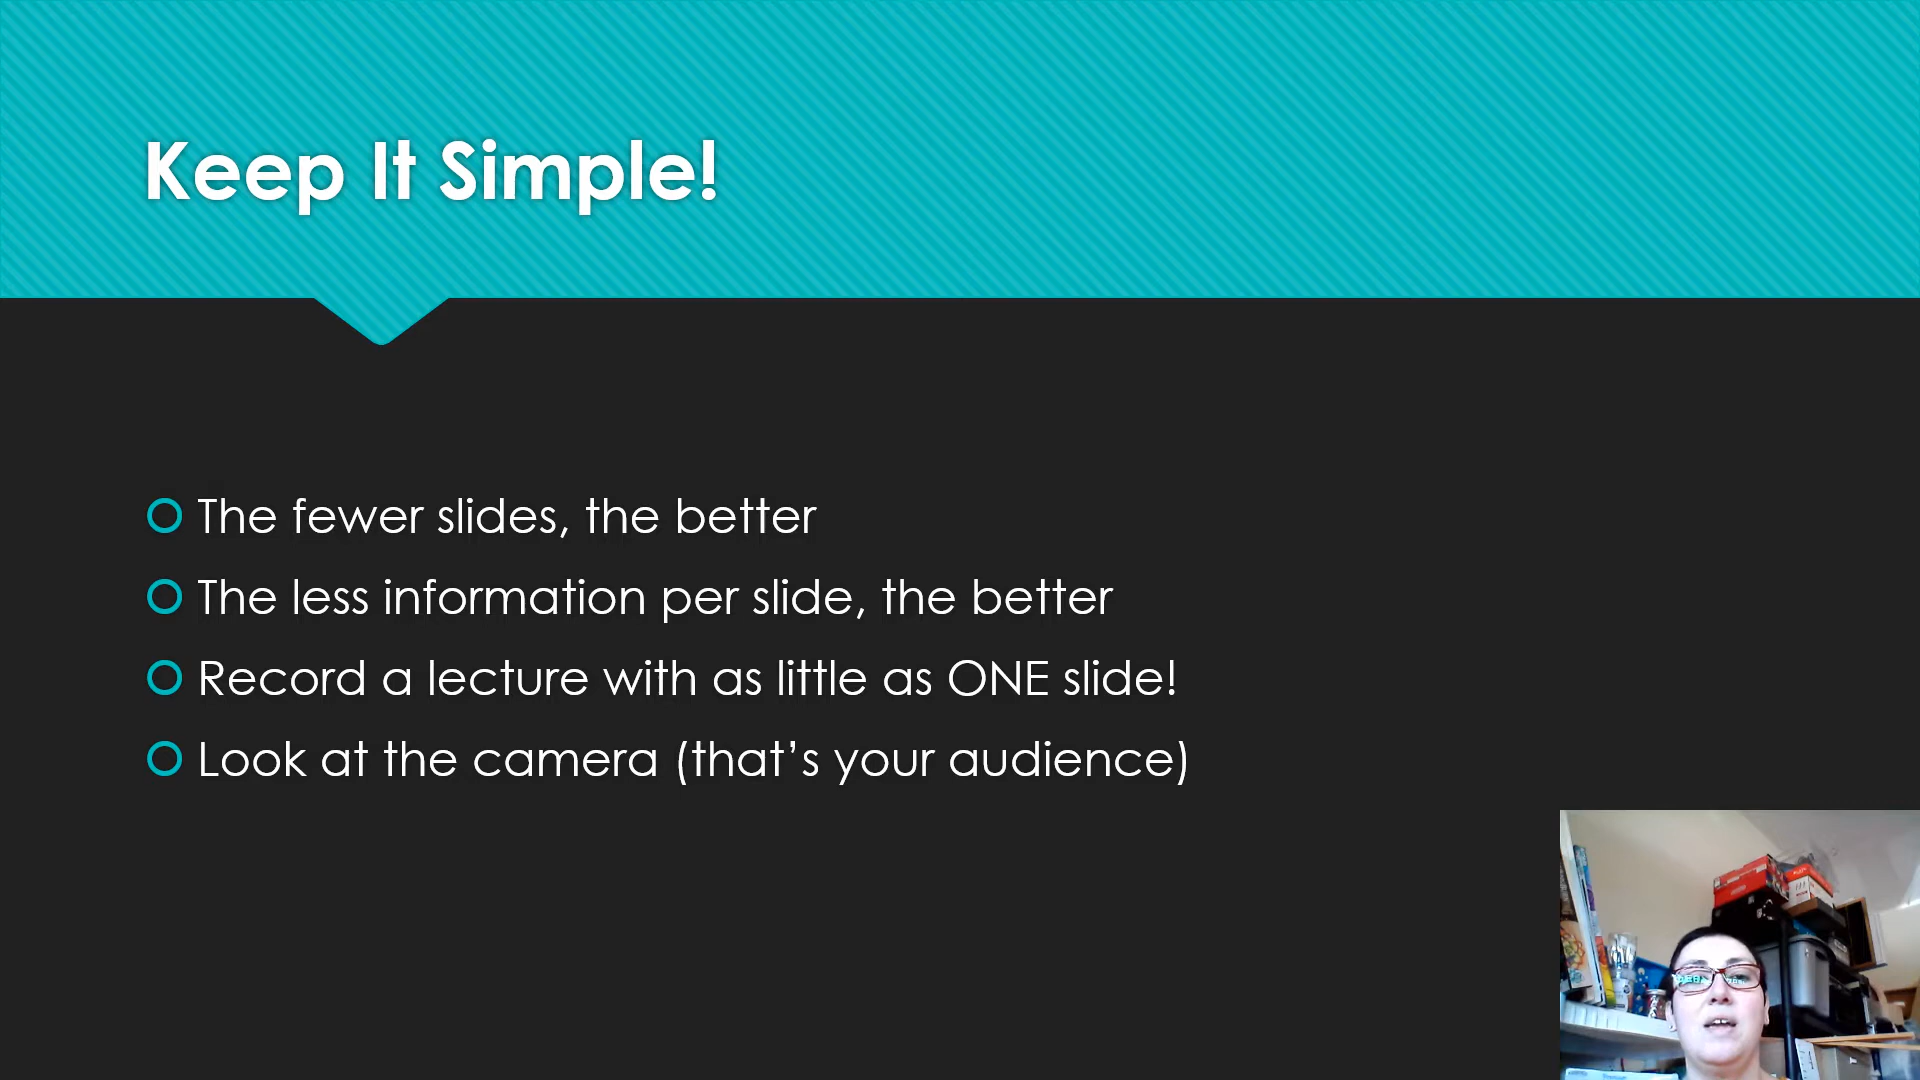 Keep It Simple!
The fewer slides, the better
The less information per slide, the better
Record a lecture with as little as ONE slide!
Look at the camera (that’s your audience)